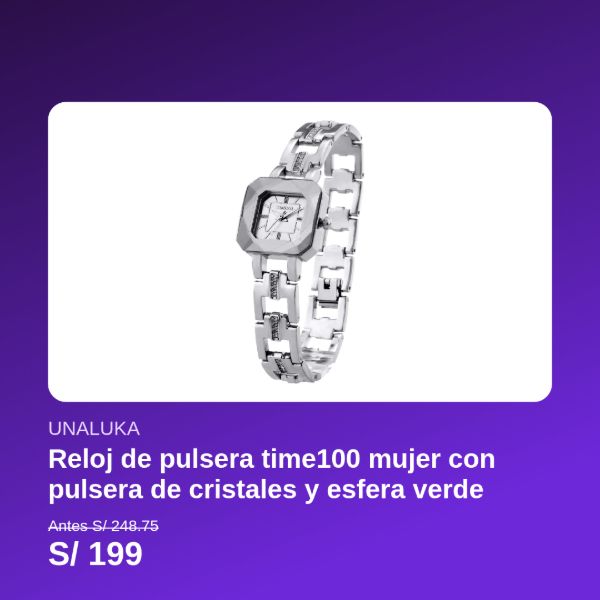 UNALUKA
Reloj de pulsera time100 mujer con
pulsera de cristales y esfera verde
Antes S/ 248.75
S/ 199